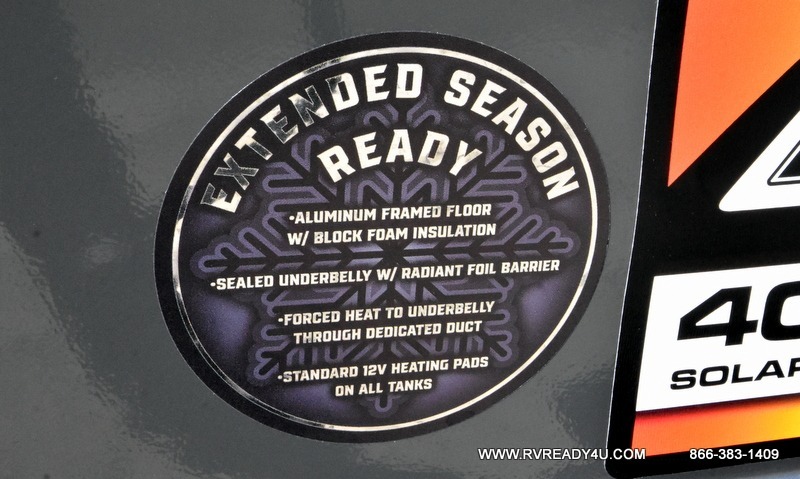 EXTENDED SEASON
READY
•ALUMINUM FRAMED FLOOR
W/ BLOCK FOAM INSULATION
•SEALED UNDERBELLY W/ RADIANT FOIL BARRIER
•FORCED HEAT TO UNDERBELLY
THROUGH DEDICATED DUCT
•STANDARD 12V HEATING PADS
ON ALL TANKS
40
SOLAR
WWW.RVREADY4U.COM 866-383-1409